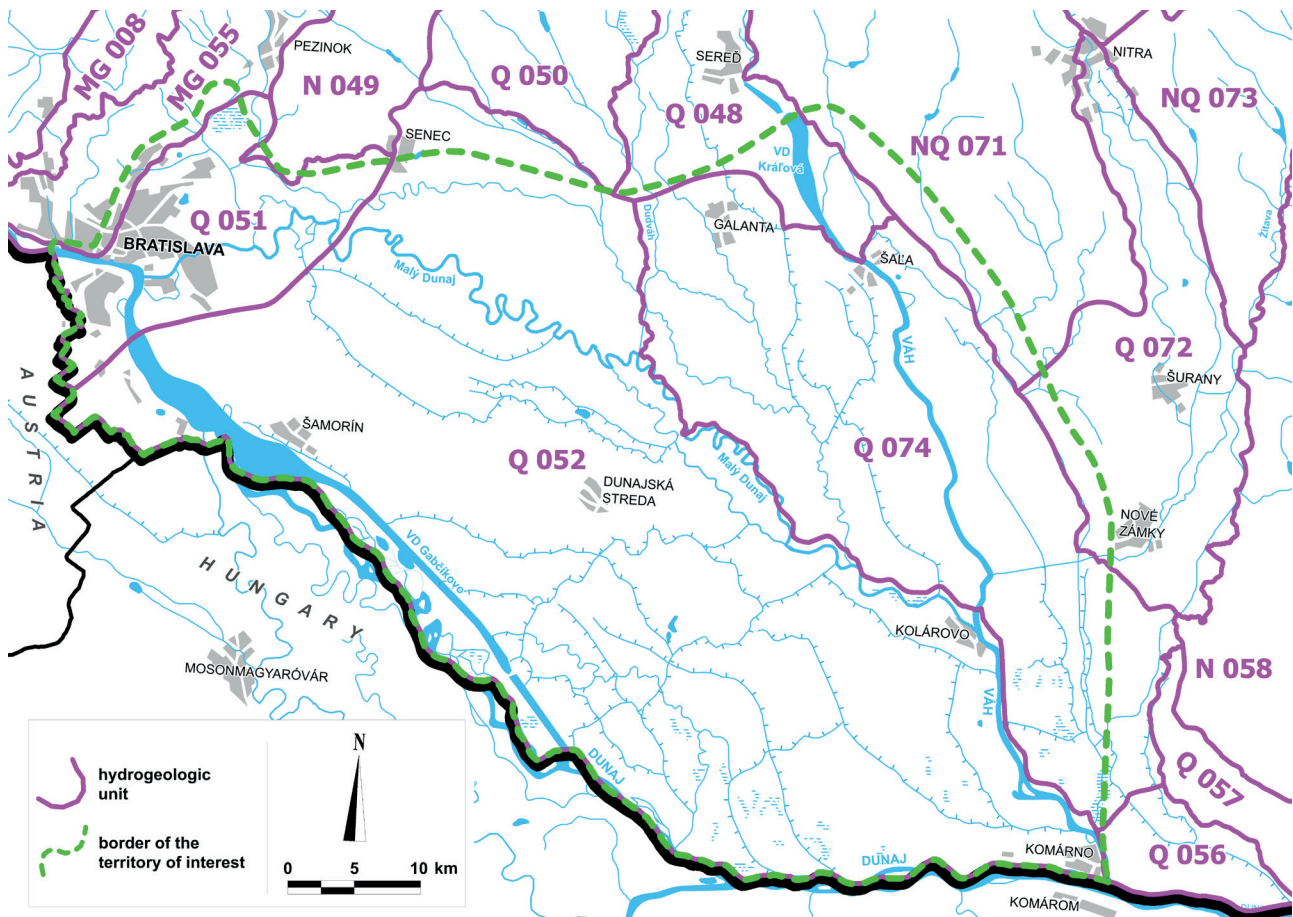 MG 008
MG 055
PEZINOK
N 049
Q 050
SEREĎ
Q 048
NITRA
NQ 073
SENEC
VD
Kráľová
NQ 071
Q 051
BRATISLAVA
Dudváh
GALANTA
Žitava
Malý Dunaj
ŠAĽA
VÁH
Q 072
ŠURANY
AUSTRIA
ŠAMORÍN
Q 052
DUNAJSKÁ
STREDA
Malý Dunaj
Q 074
NOVÉ
ZÁMKY
VD Gabčíkovo
HUNGARY
KOLÁROVO
MOSONMAGYARÓVÁR
N 058
VÁH
DUNAJ
Q 057
N
hydrogeologic
unit
border of the
territory of interest
0 5 10 km
DUNAJ
KOMÁRNO
Q 056
KOMÁROM
DUNAJ